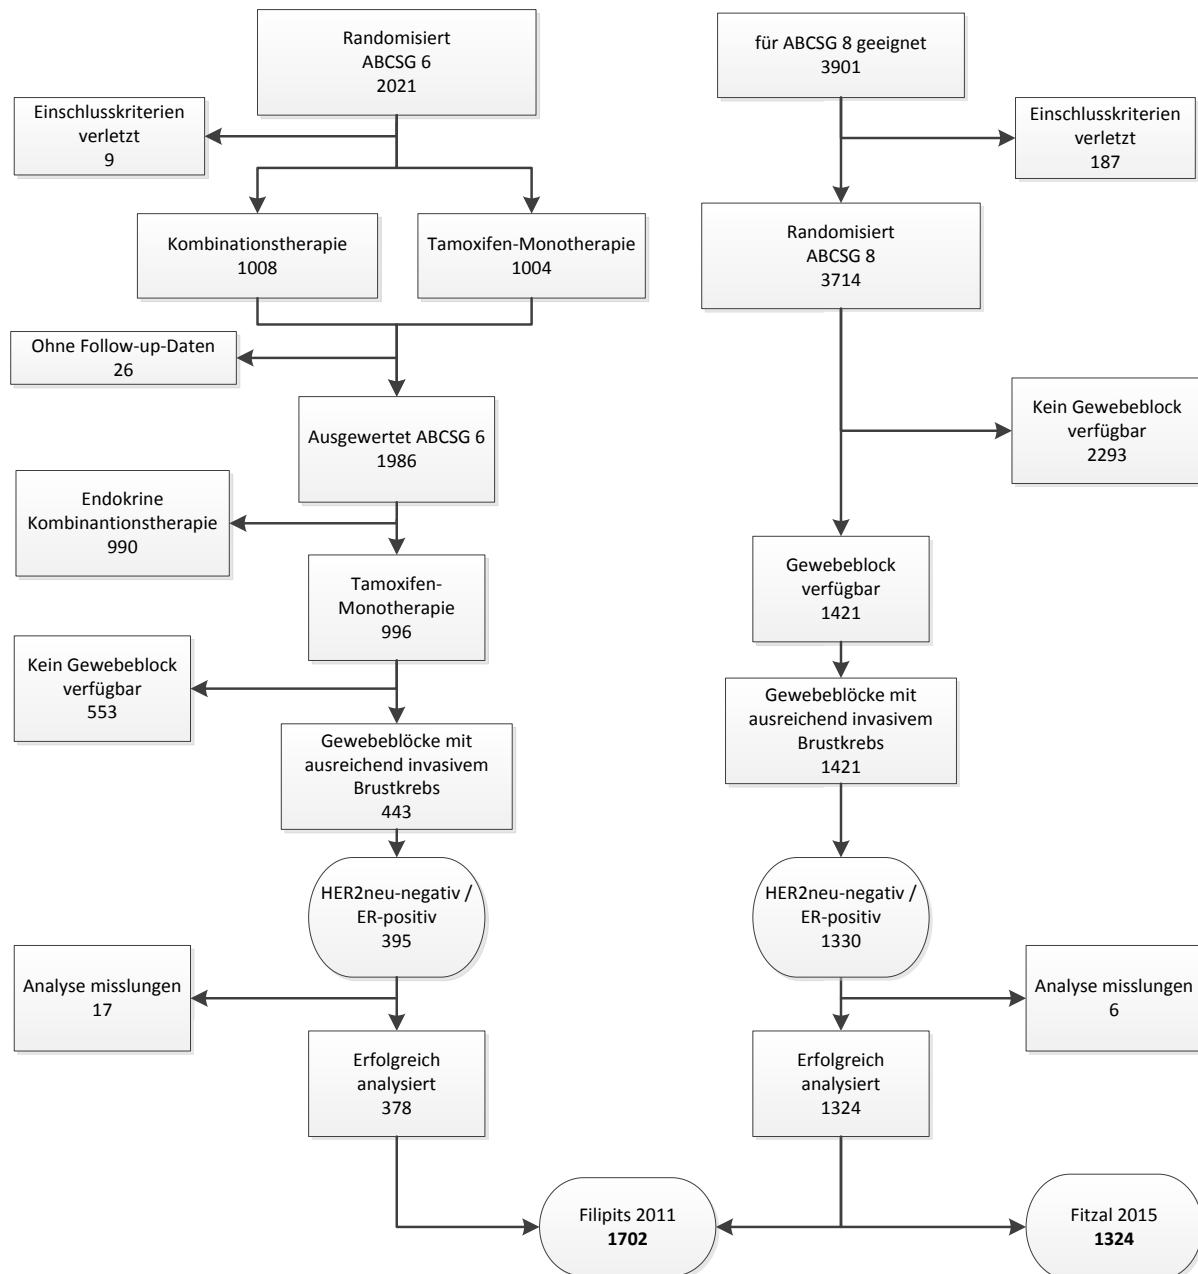 Randomisiert
ABCSG 6
2021
Einschlusskriterien
verletzt
9
Kombinationstherapie
1008
Tamoxifen-Monotherapie
1004
Ohne Follow-up-Daten
26
Ausgewertet ABCSG 6
1986
Endokrine
Kombinantionstherapie
990
Tamoxifen-
Monotherapie
996
Kein Gewebeblock
verfügbar
553
Gewebeblöcke mit
ausreichend invasivem
Brustkrebs
443
HER2neu-negativ /
ER-positiv
395
Analyse misslungen
17
Erfolgreich
analysiert
378
für ABCSG 8 geeignet
3901
Einschlusskriterien
verletzt
187
Randomisiert
ABCSG 8
3714
Kein Gewebeblock
verfügbar
2293
Gewebeblock
verfügbar
1421
Gewebeblöcke mit
ausreichend invasivem
Brustkrebs
1421
HER2neu-negativ /
ER-positiv
1330
Analyse misslungen
6
Erfolgreich
analysiert
1324
Filipits 2011
1702
Fitzal 2015
1324